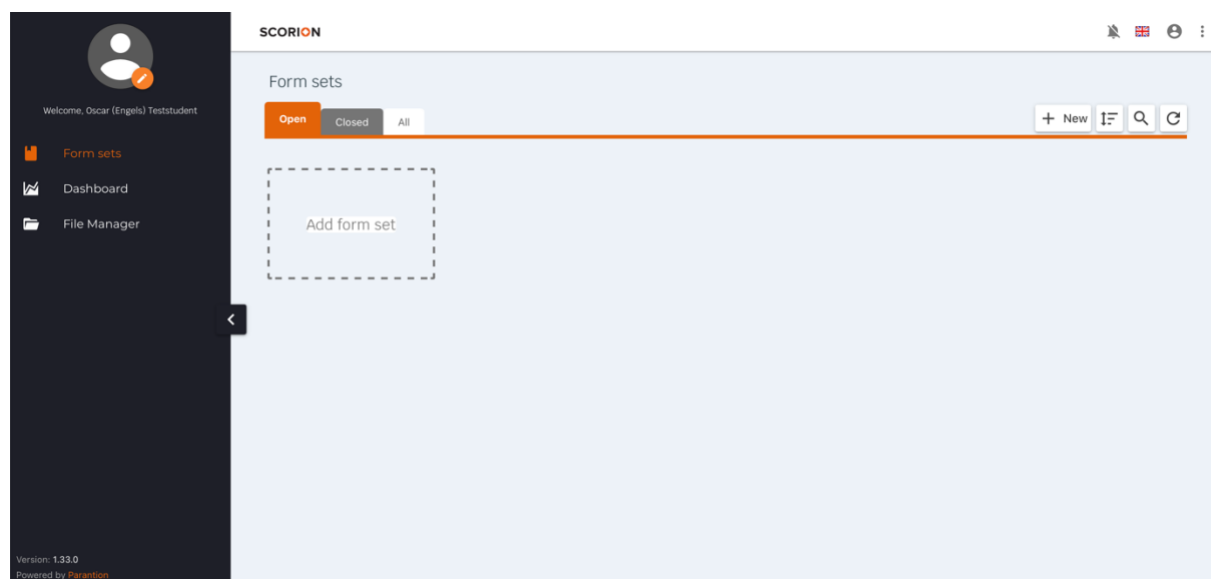 SCORION
Welcome, Oscar (Engels) Teststudent
Form sets
Dashboard
File Manager
Version: 1.33.0
Powered by Parantion
Form sets
Open
Closed
All
New
Add form set